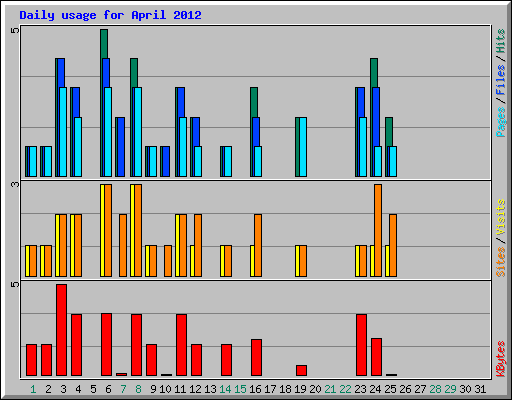 Daily usage for April 2012
5
Pages / Files / Hits
3
Sites / Visits
5
KBytes
1 2 3 4 5 6 7 8 9 10 11 12 13 14 15 16 17 18 19 20 21 22 23 24 25 26 27 28 29 30 31